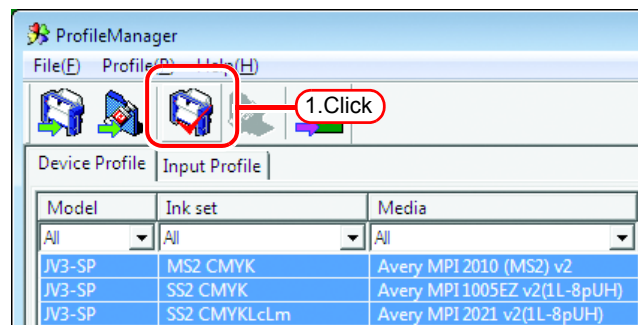 ProfileManager
File(F) Profile(P) Help(H)
1.Click
Device Profile Input Profile
Model Ink set Media
All All All
JV3-SP MS2 CMYK Avery MPI 2010 (MS2) v2
JV3-SP SS2 CMYK Avery MPI 1005EZ v2(1L-8pUH)
JV3-SP SS2 CMYKLcLm Avery MPI 2021 v2(1L-8pUH)